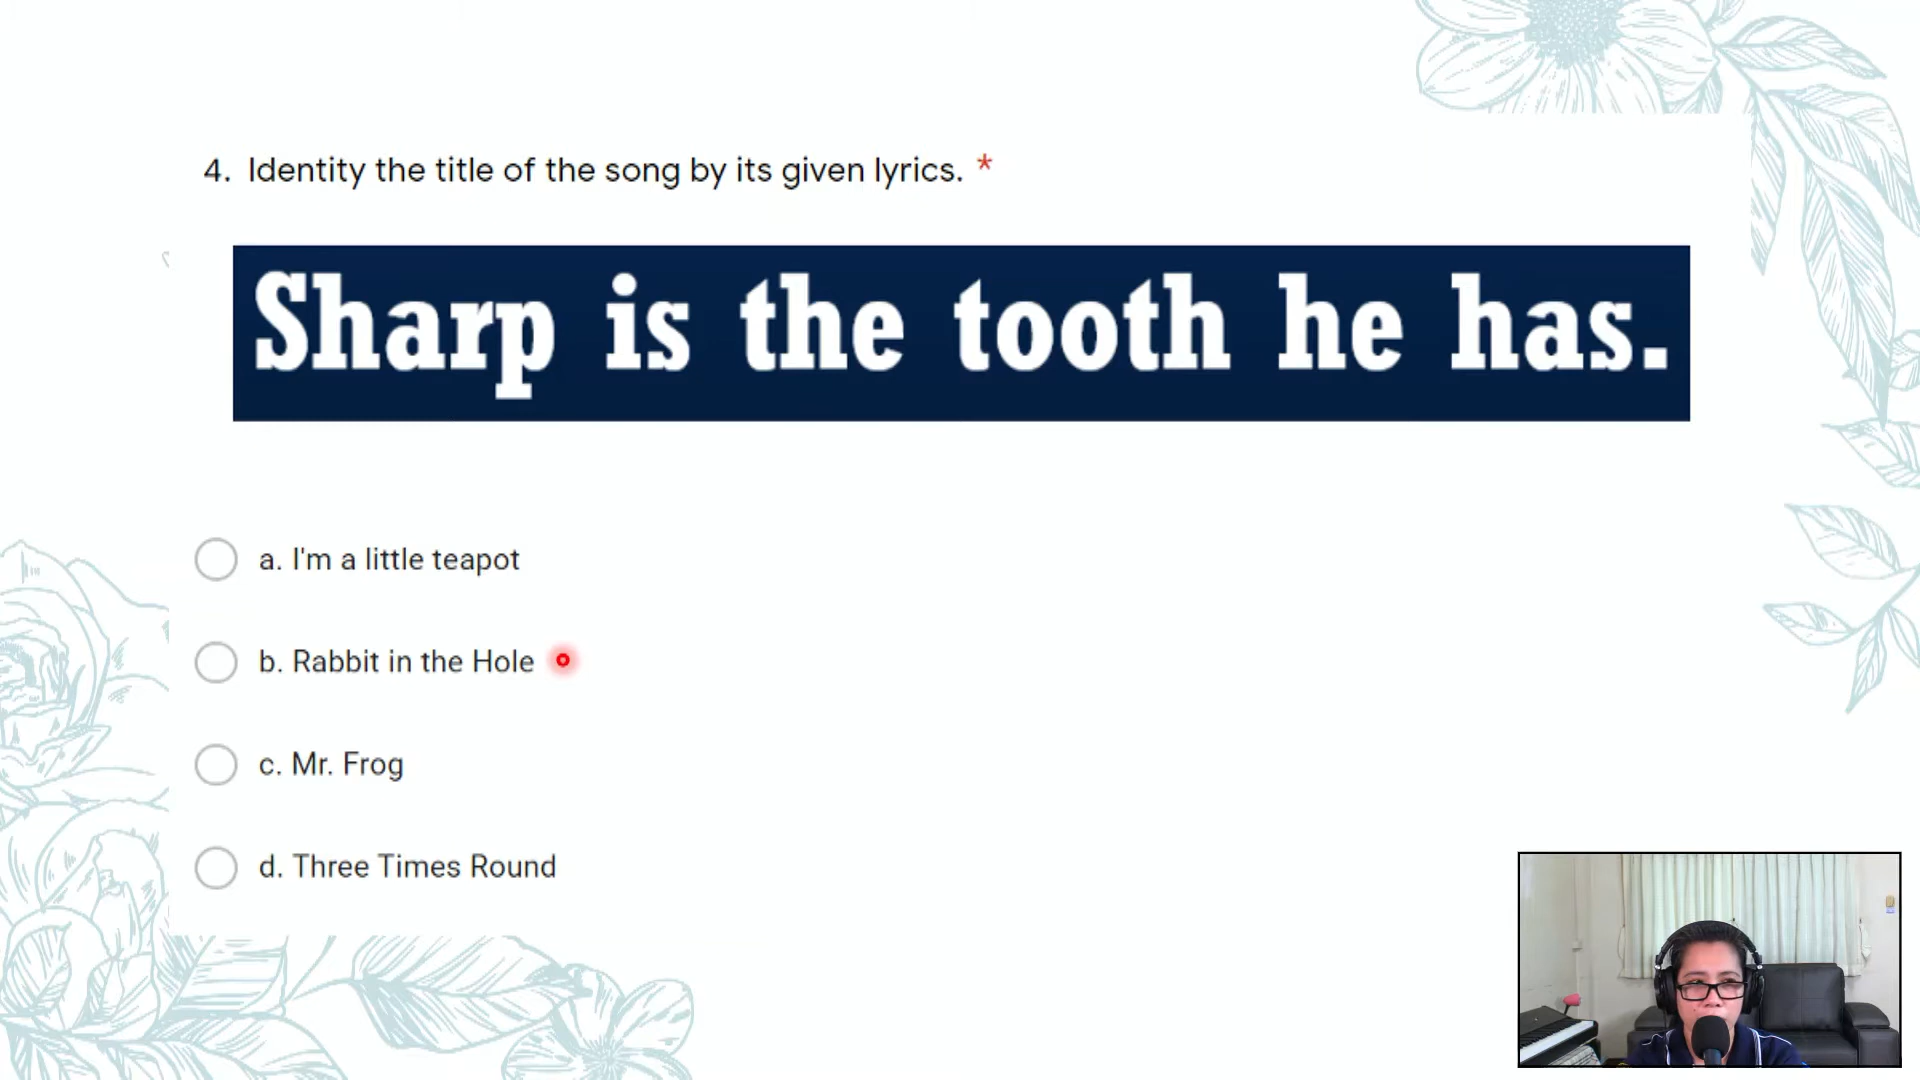 4. Identity the title of the song by its given lyrics. *
Sharp is the tooth he has.
a. I'm a little teapot
b. Rabbit in the Hole
c. Mr. Frog
d. Three Times Round